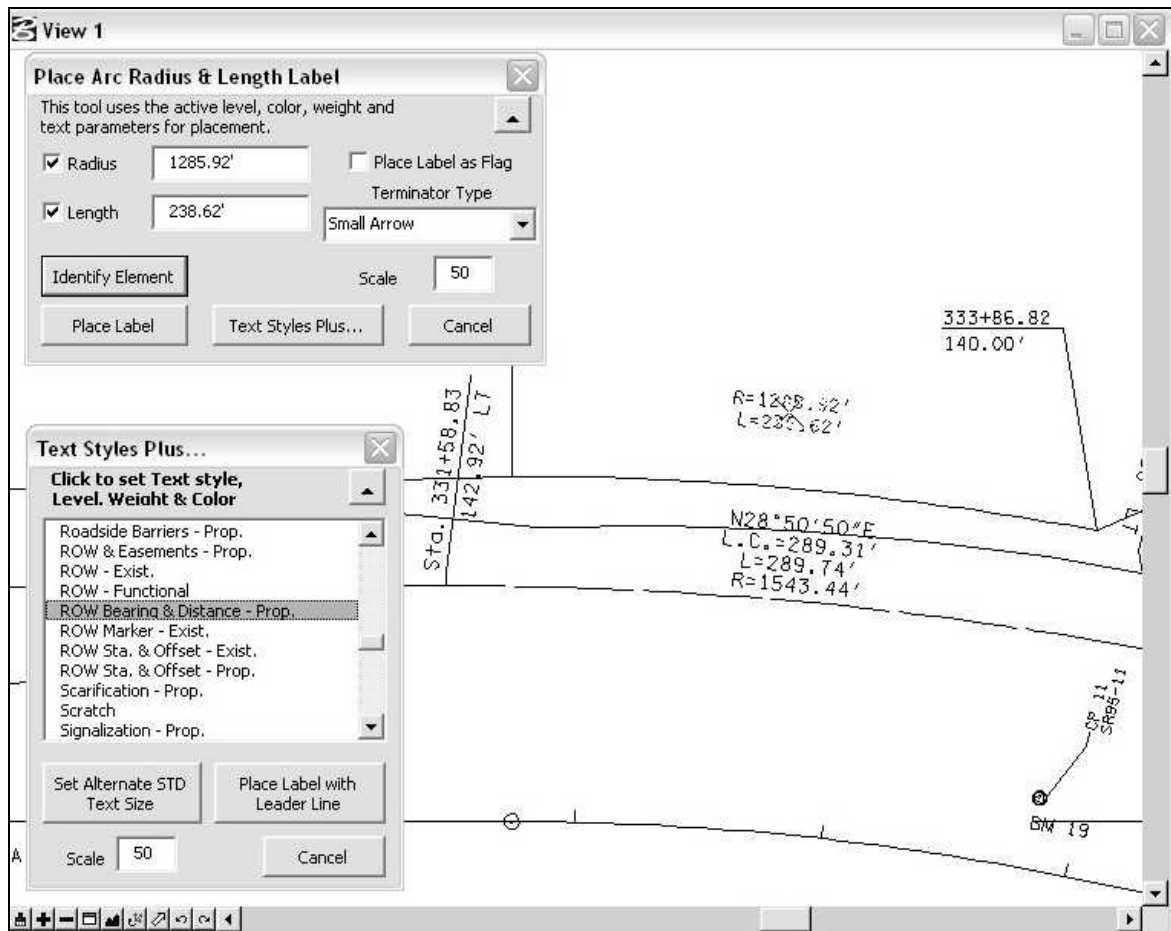 View 1
Place Arc Radius & Length Label
This tool uses the active level, color, weight and
text parameters for placement.
Radius 1285.92'
Place Label as Flag
Terminator Type
Length 238.62'
Small Arrow
Identify Element
Scale 50
Place Label
Text Styles Plus...
Cancel
Text Styles Plus...
Click to set Text style,
Level, Weight & Color
Roadside Barriers - Prop.
ROW & Easements - Prop.
ROW - Exist.
ROW - Functional
ROW Bearing & Distance - Prop.
ROW Marker - Exist.
ROW Sta. & Offset - Exist.
ROW Sta. & Offset - Prop.
Scarification - Prop.
Scratch
Signalization - Prop.
Set Alternate STD
Text Size
Place Label with
Leader Line
Scale 50
Cancel
Sta. 331+58.83
142.92' LT
R=1285.92'
L=238.62'
333+86.82
140.00'
N28°50'50"E
L.C.=289.31'
L=289.74'
R=1543.44'
CP 11
SR95-11
BM 19
A